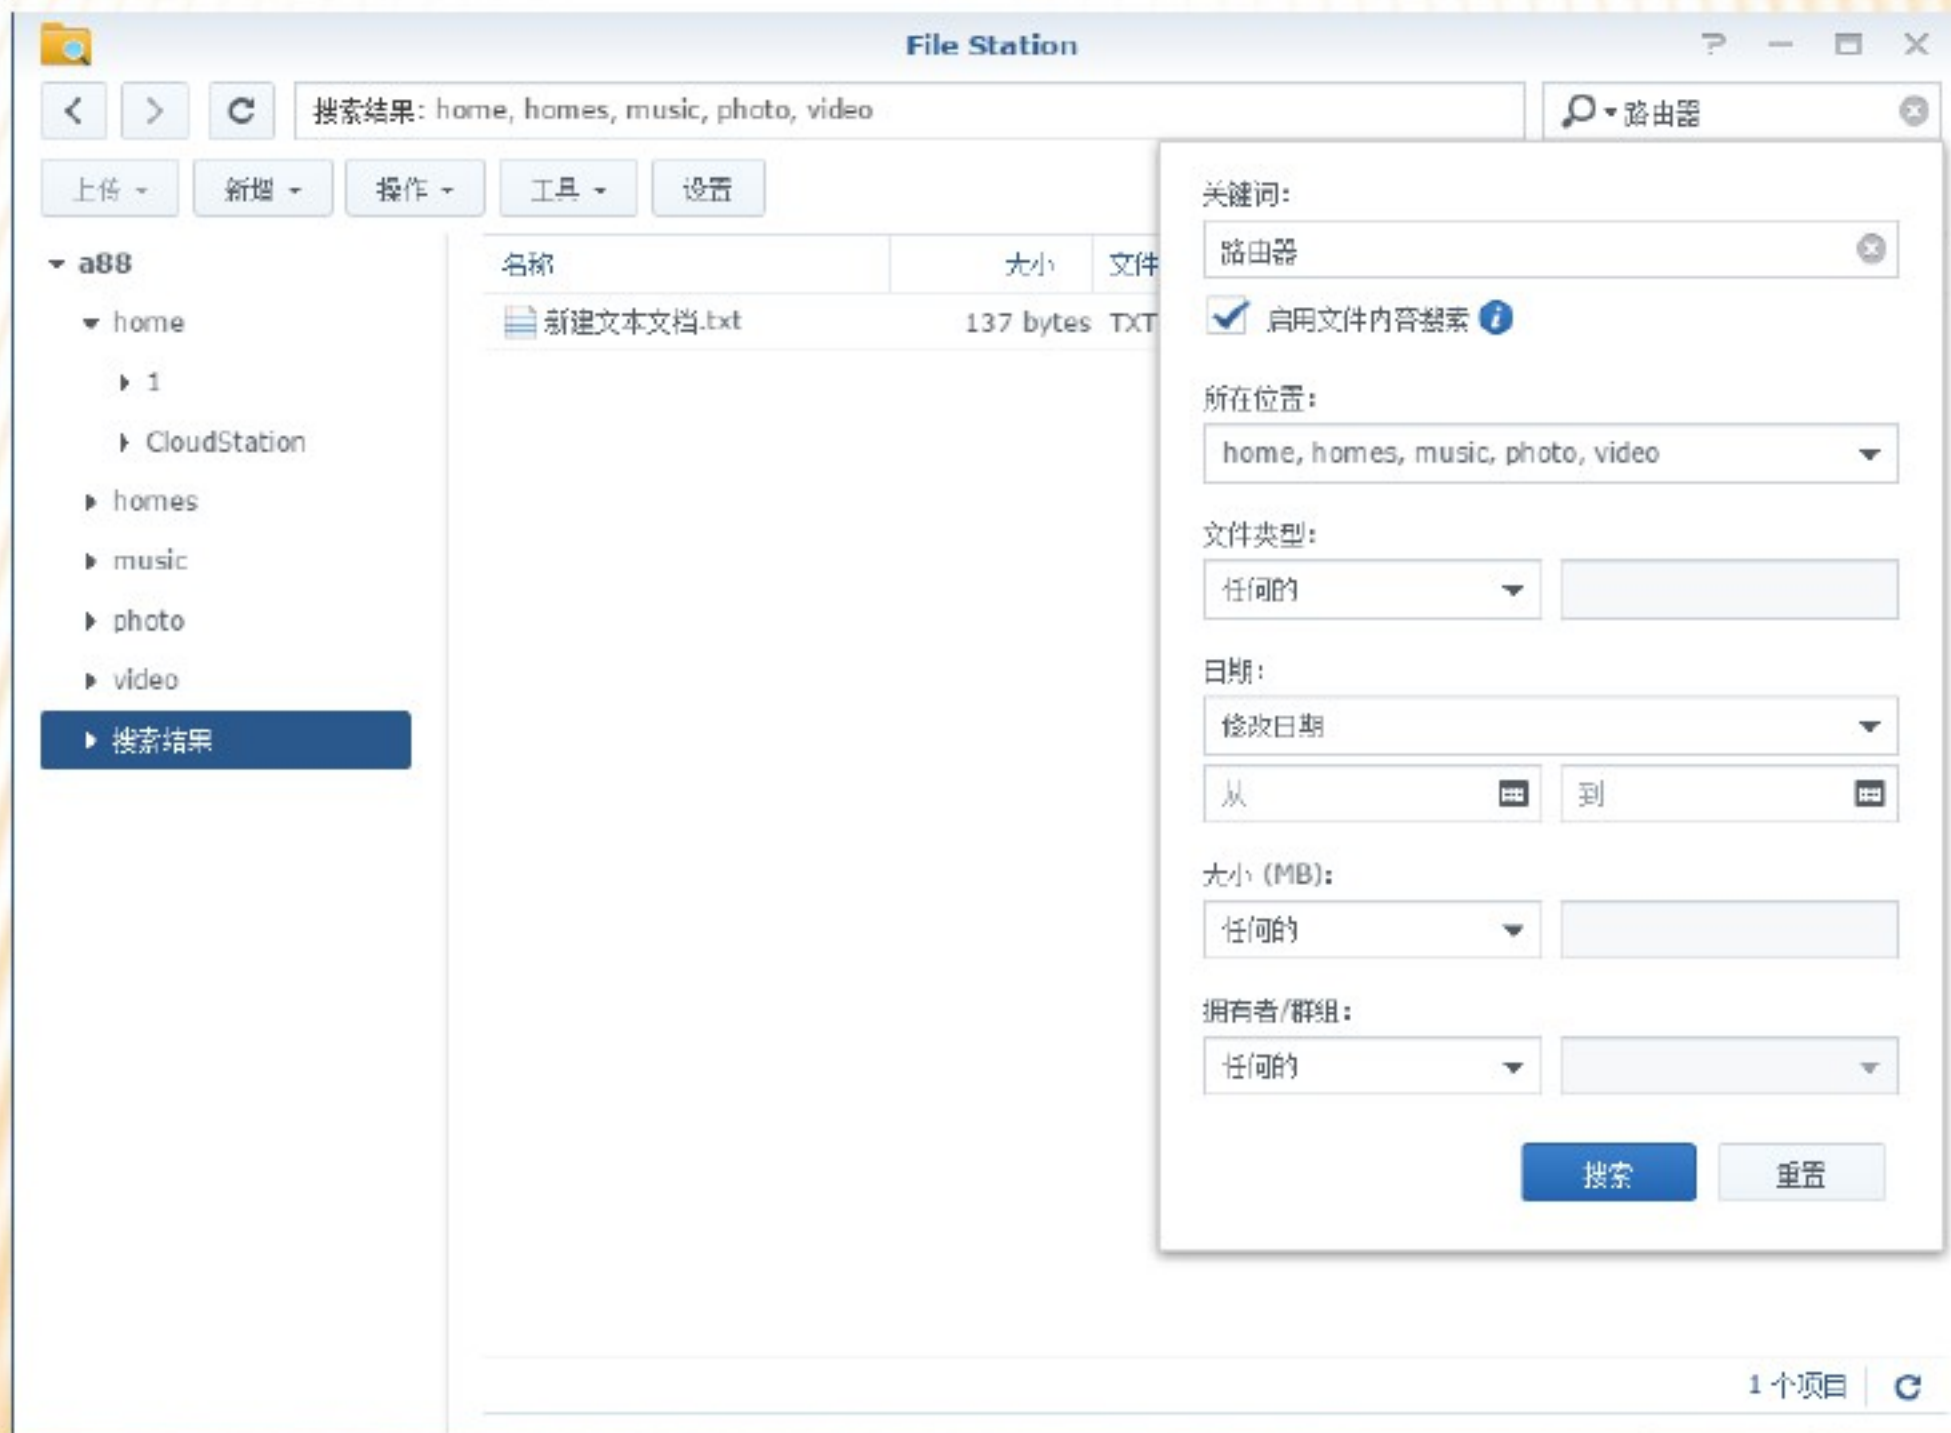 File Station
搜索结果: home, homes, music, photo, video
路由器
上传 新增 操作 工具 设置
a88
home
1
CloudStation
homes
music
photo
video
搜索结果
名称 大小 文件
新建文本文档.txt 137 bytes TXT
关键词:
路由器
启用文件内容搜索
所在位置:
home, homes, music, photo, video
文件类型:
任何的
日期:
修改日期
从 到
大小 (MB):
任何的
拥有者/群组:
任何的
搜索 重置
1 个项目